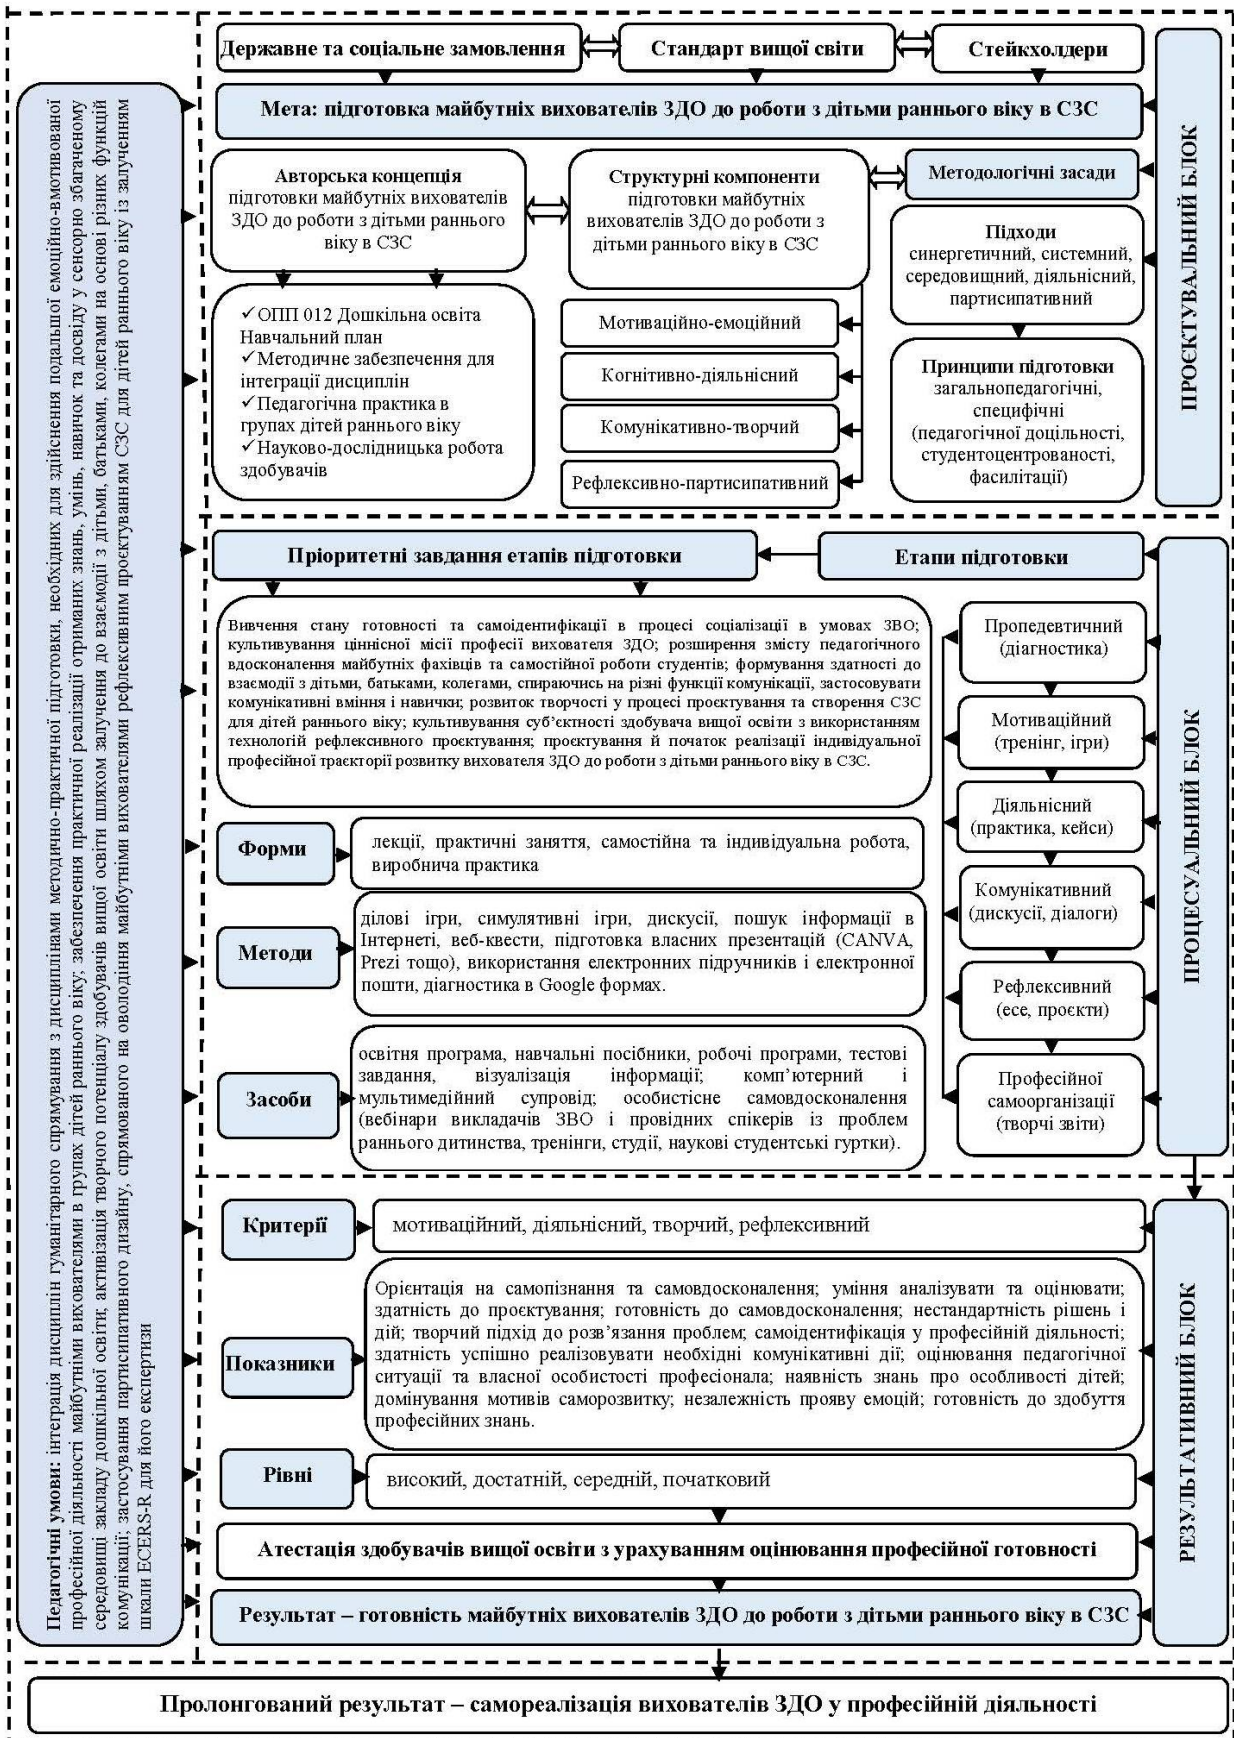 Державне та соціальне замовлення
Стандарт вищої світи
Стейкхолдери
Мета: підготовка майбутніх вихователів ЗДО до роботи з дітьми раннього віку в СЗС
Авторська концепція
підготовки майбутніх вихователів
ЗДО до роботи з дітьми раннього
віку в СЗС
Структурні компоненти
підготовки майбутніх
вихователів ЗДО до роботи з
дітьми раннього віку в СЗС
Методологічні засади
Підходи
синергетичний, системний,
середовищний, діяльнісний,
партисипативний
✓ОПП 012 Дошкільна освіта
Навчальний план
✓Методичне забезпечення для
інтеграції дисциплін
✓Педагогічна практика в
групах дітей раннього віку
✓Науково-дослідницька робота
здобувачів
Мотиваційно-емоційний
Когнітивно-діяльнісний
Комунікативно-творчий
Рефлексивно-партисипативний
Принципи підготовки
загальнопедагогічні,
специфічні
(педагогічної доцільності,
студентоцентрованості,
фасилітації)
ПРОЄКТУВАЛЬНИЙ БЛОК
Пріоритетні завдання етапів підготовки
Етапи підготовки
Вивчення стану готовності та самоідентифікації в процесі соціалізації в умовах ЗВО;
культивування ціннісної місії професії вихователя ЗДО; розширення змісту педагогічного
вдосконалення майбутніх фахівців та самостійної роботи студентів; формування здатності до
взаємодії з дітьми, батьками, колегами, спираючись на різні функції комунікації, застосовувати
комунікативні вміння і навички; розвиток творчості у процесі проєктування та створення СЗС
для дітей раннього віку; культивування суб’єктності здобувача вищої освіти з використанням
технологій рефлексивного проєктування; проєктування й початок реалізації індивідуальної
професійної траєкторії розвитку вихователя ЗДО до роботи з дітьми раннього віку в СЗС.
Пропедевтичний
(діагностика)
Мотиваційний
(тренінг, ігри)
Діяльнісний
(практика, кейси)
Комунікативний
(дискусії, діалоги)
Рефлексивний
(есе, проєкти)
Професійної
самоорганізації
(творчі звіти)
Форми
лекції, практичні заняття, самостійна та індивідуальна робота,
виробнича практика
Методи
ділові ігри, симулятивні ігри, дискусії, пошук інформації в
Інтернеті, веб-квести, підготовка власних презентацій (CANVA,
Prezi тощо), використання електронних підручників і електронної
пошти, діагностика в Google формах.
Засоби
освітня програма, навчальні посібники, робочі програми, тестові
завдання, візуалізація інформації; комп’ютерний і
мультимедійний супровід; особистісне самовдосконалення
(вебінари викладачів ЗВО і провідних спікерів із проблем
раннього дитинства, тренінги, студії, наукові студентські гуртки).
ПРОЦЕСУАЛЬНИЙ БЛОК
Критерії
мотиваційний, діяльнісний, творчий, рефлексивний
Показники
Орієнтація на самопізнання та самовдосконалення; уміння аналізувати та оцінювати;
здатність до проєктування; готовність до самовдосконалення; нестандартність рішень і
дій; творчий підхід до розв’язання проблем; самоідентифікація у професійній діяльності;
здатність успішно реалізовувати необхідні комунікативні дії; оцінювання педагогічної
ситуації та власної особистості професіонала; наявність знань про особливості дітей;
домінування мотивів саморозвитку; незалежність прояву емоцій; готовність до здобуття
професійних знань.
Рівні
високий, достатній, середній, початковий
Атестація здобувачів вищої освіти з урахуванням оцінювання професійної готовності
Результат – готовність майбутніх вихователів ЗДО до роботи з дітьми раннього віку в СЗС
РЕЗУЛЬТАТИВНИЙ БЛОК
Педагогічні умови: інтеграція дисциплін гуманітарного спрямування з дисциплінами методично-практичної підготовки, необхідних для здійснення подальшої емоційно-вмотивованої
професійної діяльності майбутніми вихователями в групах дітей раннього віку; забезпечення практичної реалізації отриманих знань, умінь, навичок та досвіду у сенсорно збагаченому
середовищі закладу дошкільної освіти; активізація творчого потенціалу здобувачів вищої освіти шляхом залучення до взаємодії з дітьми, батьками, колегами на основі різних функцій
комунікації; застосування партисипативного дизайну, спрямованого на оволодіння майбутніми вихователями рефлексивним проєктуванням СЗС для дітей раннього віку із залученням
шкали ECERS-R для його експертизи
Пролонгований результат – самореалізація вихователів ЗДО у професійній діяльності